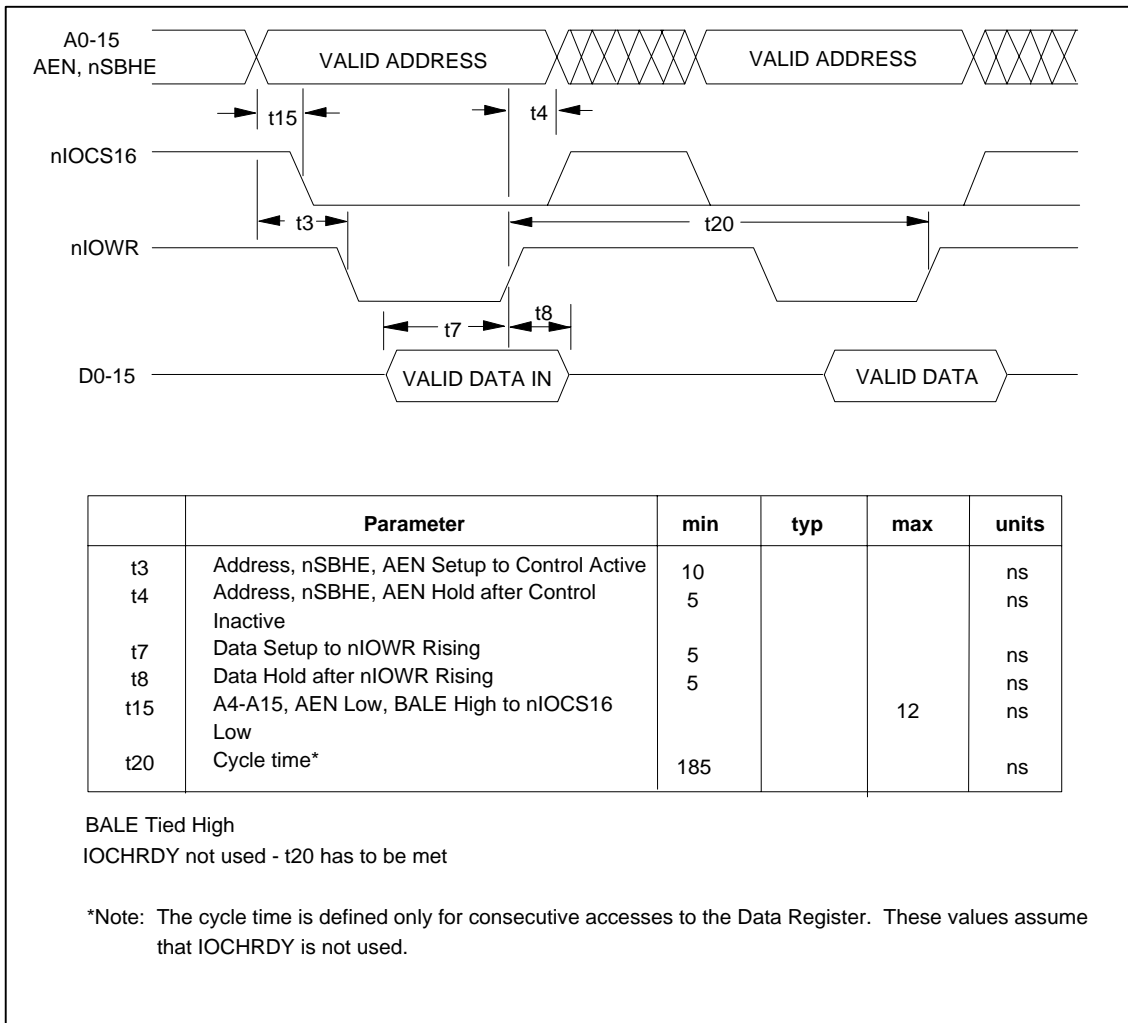 A0-15
AEN, nSBHE
VALID ADDRESS
VALID ADDRESS
t15
t4
nIOCS16
t3
t20
nIOWR
t7
t8
D0-15
VALID DATA IN
VALID DATA
Parameter min typ max units
t3 Address, nSBHE, AEN Setup to Control Active 10 ns
t4 Address, nSBHE, AEN Hold after Control 5 ns
Inactive
t7 Data Setup to nIOWR Rising 5 ns
t8 Data Hold after nIOWR Rising 5 ns
t15 A4-A15, AEN Low, BALE High to nIOCS16 12 ns
Low
t20 Cycle time* 185 ns
BALE Tied High
IOCHRDY not used - t20 has to be met
*Note: The cycle time is defined only for consecutive accesses to the Data Register. These values assume
that IOCHRDY is not used.